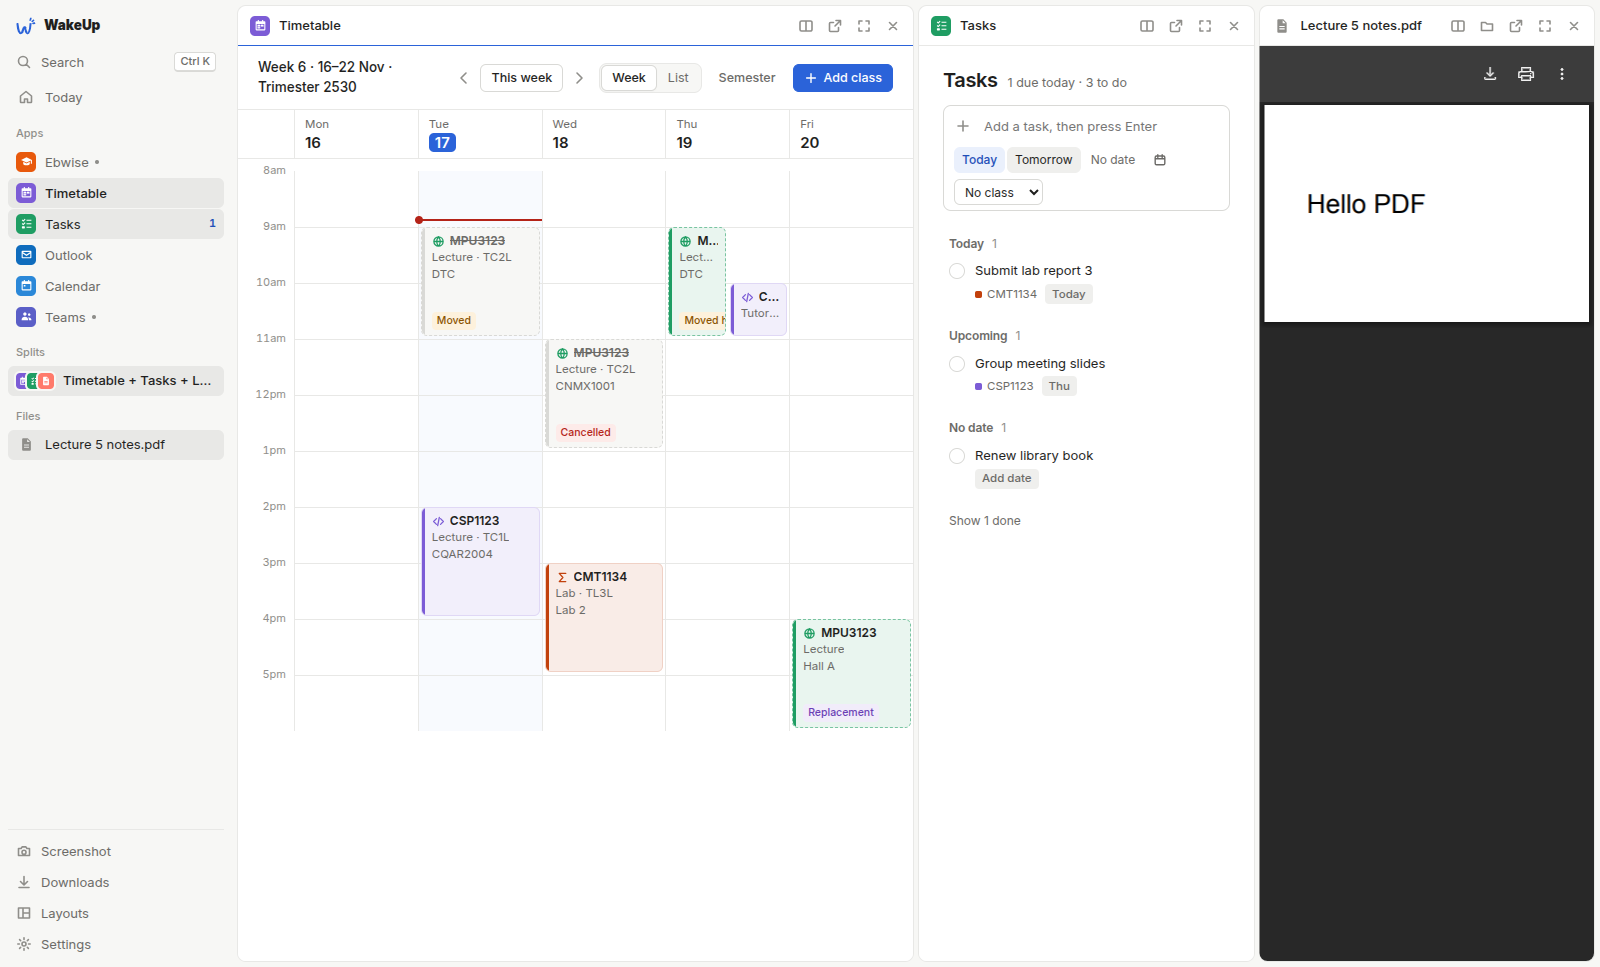 WakeUp
Search
Ctrl K
Today
Apps
Ebwise
Timetable
Tasks
1
Outlook
Calendar
Teams
Splits
Timetable + Tasks + L...
Files
Lecture 5 notes.pdf
Screenshot
Downloads
Layouts
Settings
Timetable
Week 6 · 16–22 Nov ·
Trimester 2530
This week
Week
List
Semester
Add class
Mon
16
Tue
17
Wed
18
Thu
19
Fri
20
8am
9am
10am
11am
12pm
1pm
2pm
3pm
4pm
5pm
MPU3123
Lecture · TC2L
DTC
Moved
CSP1123
Lecture · TC1L
CQAR2004
MPU3123
Lecture · TC2L
CNMX1001
Cancelled
CMT1134
Lab · TL3L
Lab 2
M...
Lect...
DTC
Moved
C...
Tutor...
MPU3123
Lecture
Hall A
Replacement
Tasks
Tasks
1 due today · 3 to do
Add a task, then press Enter
Today
Tomorrow
No date
No class
Today 1
Submit lab report 3
CMT1134
Today
Upcoming 1
Group meeting slides
CSP1123
Thu
No date 1
Renew library book
Add date
Show 1 done
Lecture 5 notes.pdf
Hello PDF